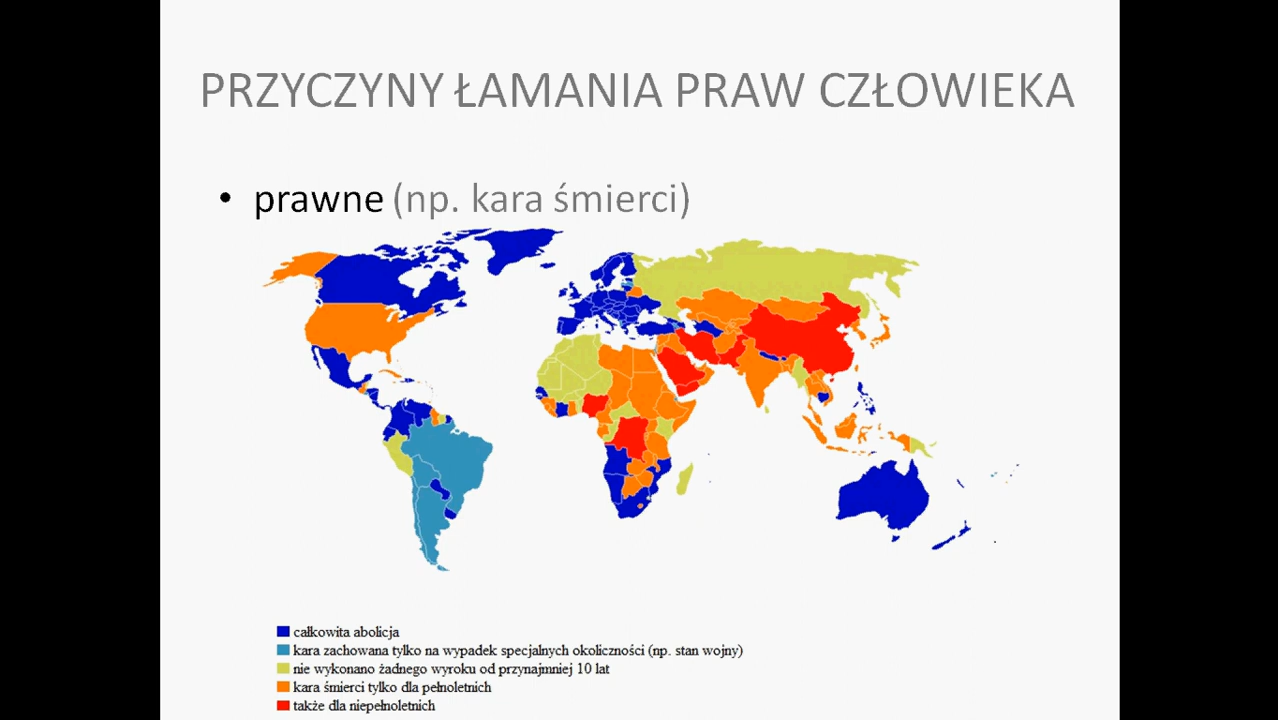 PRZYCZYNY ŁAMANIA PRAW CZŁOWIEKA
• prawne (np. kara śmierci)
całkowita abolicja
kara zachowana tylko na wypadek specjalnych okoliczności (np. stan wojny)
nie wykonano żadnego wyroku od przynajmniej 10 lat
kara śmierci tylko dla pełnoletnich
także dla niepełnoletnich